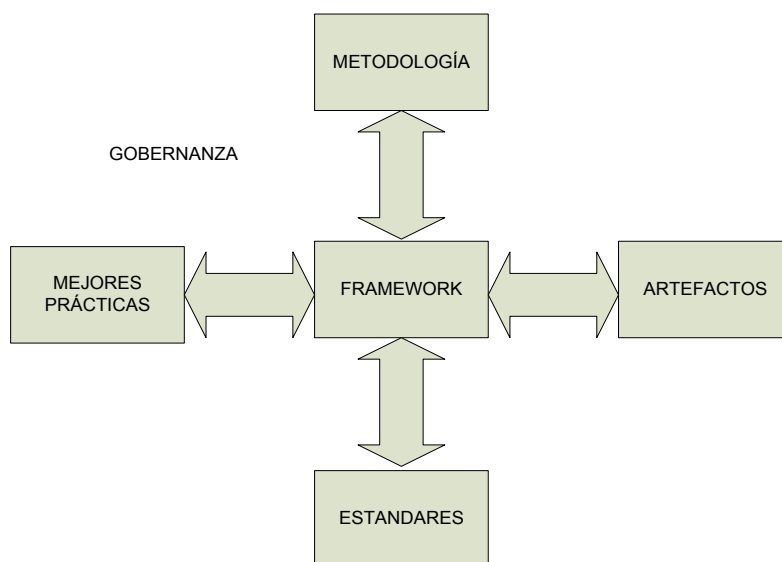 METODOLOGÍA
GOBERNANZA
MEJORES
PRÁCTICAS
FRAMEWORK
ARTEFACTOS
ESTANDARES